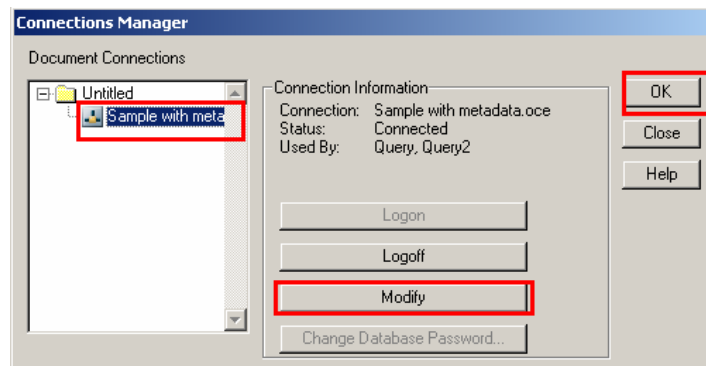 Connections Manager
Document Connections
Untitled
Sample with meta
Connection Information
Connection: Sample with metadata.oce
Status: Connected
Used By: Query, Query2
Logon
Logoff
Modify
Change Database Password...
OK
Close
Help